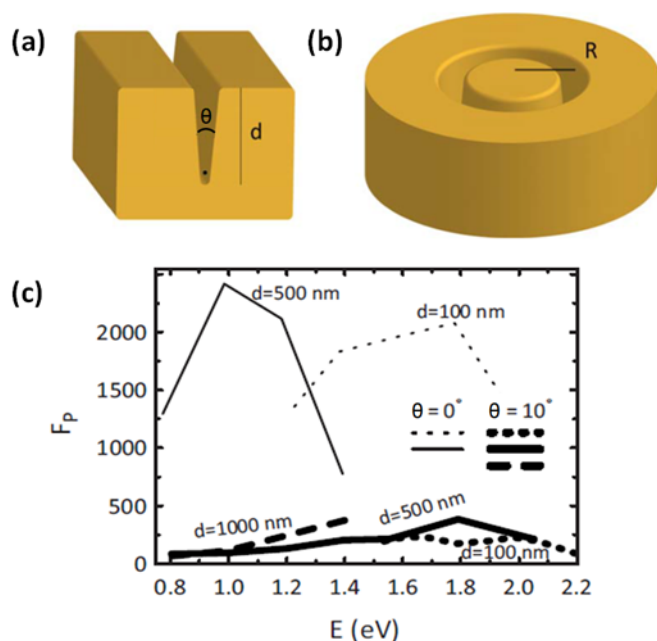 (a)
θ
d
(b)
R
(c)
F_P
2000
1500
1000
500
0
d=500 nm
d=100 nm
θ = 0°
θ = 10°
d=1000 nm
d=500 nm
d=100 nm
0.8 1.0 1.2 1.4 1.6 1.8 2.0 2.2
E (eV)